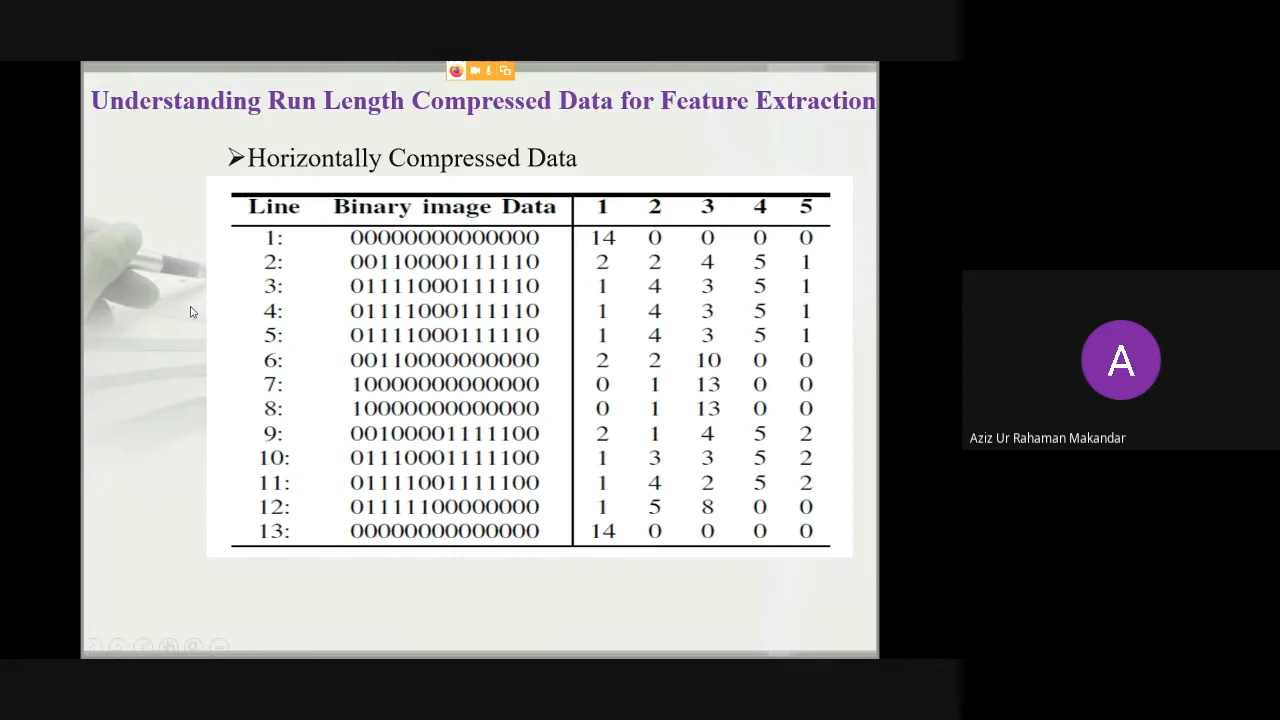 Understanding Run Length Compressed Data for Feature Extraction
➢Horizontally Compressed Data
Line Binary image Data 1 2 3 4 5
1: 00000000000000 14 0 0 0 0
2: 00110000111110 2 2 4 5 1
3: 01111000111110 1 4 3 5 1
4: 01111000111110 1 4 3 5 1
5: 01111000111110 1 4 3 5 1
6: 00110000000000 2 2 10 0 0
7: 10000000000000 0 1 13 0 0
8: 10000000000000 0 1 13 0 0
9: 00100001111100 2 1 4 5 2
10: 01110001111100 1 3 3 5 2
11: 01111001111100 1 4 2 5 2
12: 01111100000000 1 5 8 0 0
13: 00000000000000 14 0 0 0 0
A
Aziz Ur Rahaman Makandar